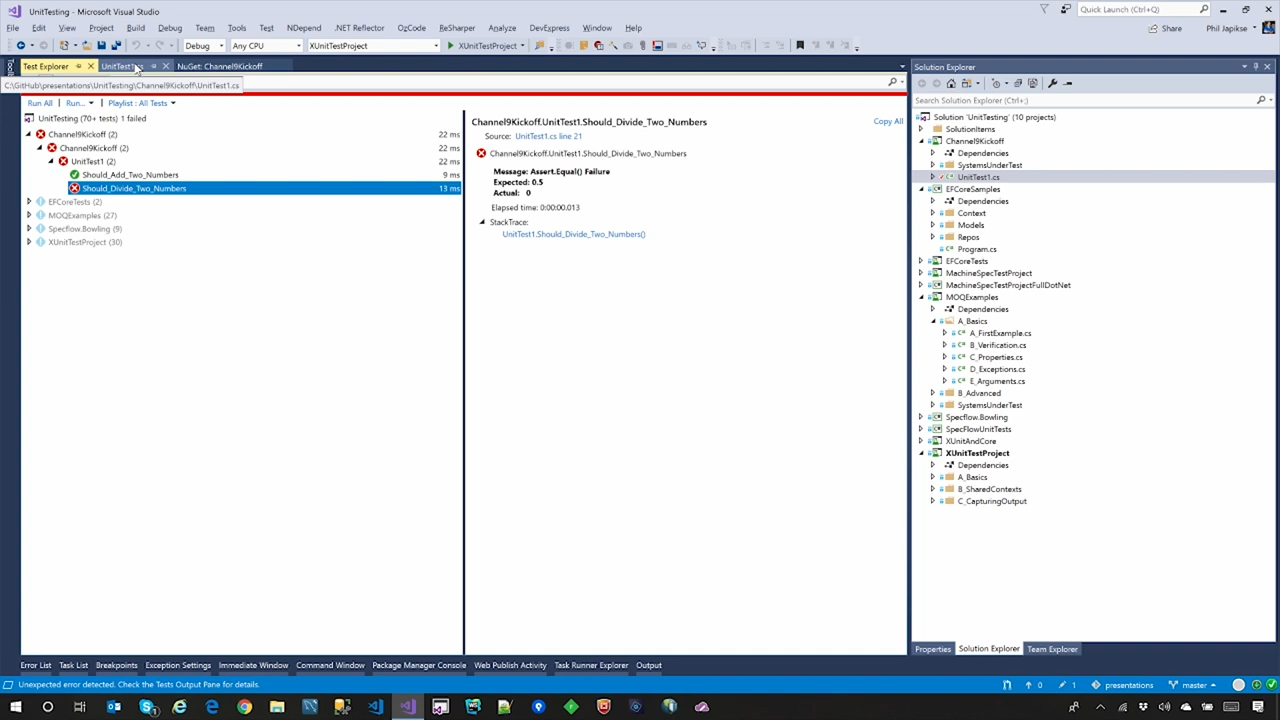 UnitTesting - Microsoft Visual Studio
Quick Launch (Ctrl+Q)
File Edit View Project Build Debug Team Tools Test NDepend .NET Reflector OzCode ReSharper Analyze DevExpress Window Help
Share Phil Japikse
Debug Any CPU XUnitTestProject XUnitTestProject
Test Explorer UnitTest1.cs NuGet: Channel9Kickoff
C:\GitHub\presentations\UnitTesting\Channel9Kickoff\UnitTest1.cs
Run All Run... Playlist : All Tests
UnitTesting (70+ tests) 1 failed
Channel9Kickoff (2) 22 ms
Channel9Kickoff (2) 22 ms
UnitTest1 (2) 22 ms
Should_Add_Two_Numbers 9 ms
Should_Divide_Two_Numbers 13 ms
EFCoreTests (2)
MOQExamples (27)
Specflow.Bowling (9)
XUnitTestProject (30)
Channel9Kickoff.UnitTest1.Should_Divide_Two_Numbers
Copy All
Source: UnitTest1.cs line 21
Channel9Kickoff.UnitTest1.Should_Divide_Two_Numbers
Message: Assert.Equal() Failure
Expected: 0.5
Actual: 0
Elapsed time: 0:00:00.013
StackTrace:
UnitTest1.Should_Divide_Two_Numbers()
Solution Explorer
Search Solution Explorer (Ctrl+;)
Solution 'UnitTesting' (10 projects)
SolutionItems
Channel9Kickoff
Dependencies
SystemsUnderTest
UnitTest1.cs
EFCoreSamples
Dependencies
Context
Models
Repos
Program.cs
EFCoreTests
MachineSpecTestProject
MachineSpecTestProjectFullDotNet
MOQExamples
Dependencies
A_Basics
A_FirstExample.cs
B_Verification.cs
C_Properties.cs
D_Exceptions.cs
E_Arguments.cs
B_Advanced
SystemsUnderTest
Specflow.Bowling
SpecFlowUnitTests
XUnitAndCore
XUnitTestProject
Dependencies
A_Basics
B_SharedContexts
C_CapturingOutput
Properties Solution Explorer Team Explorer
Error List Task List Breakpoints Exception Settings Immediate Window Command Window Package Manager Console Web Publish Activity Task Runner Explorer Output
Unexpected error detected. Check the Tests Output Pane for details.
0 1 presentations master